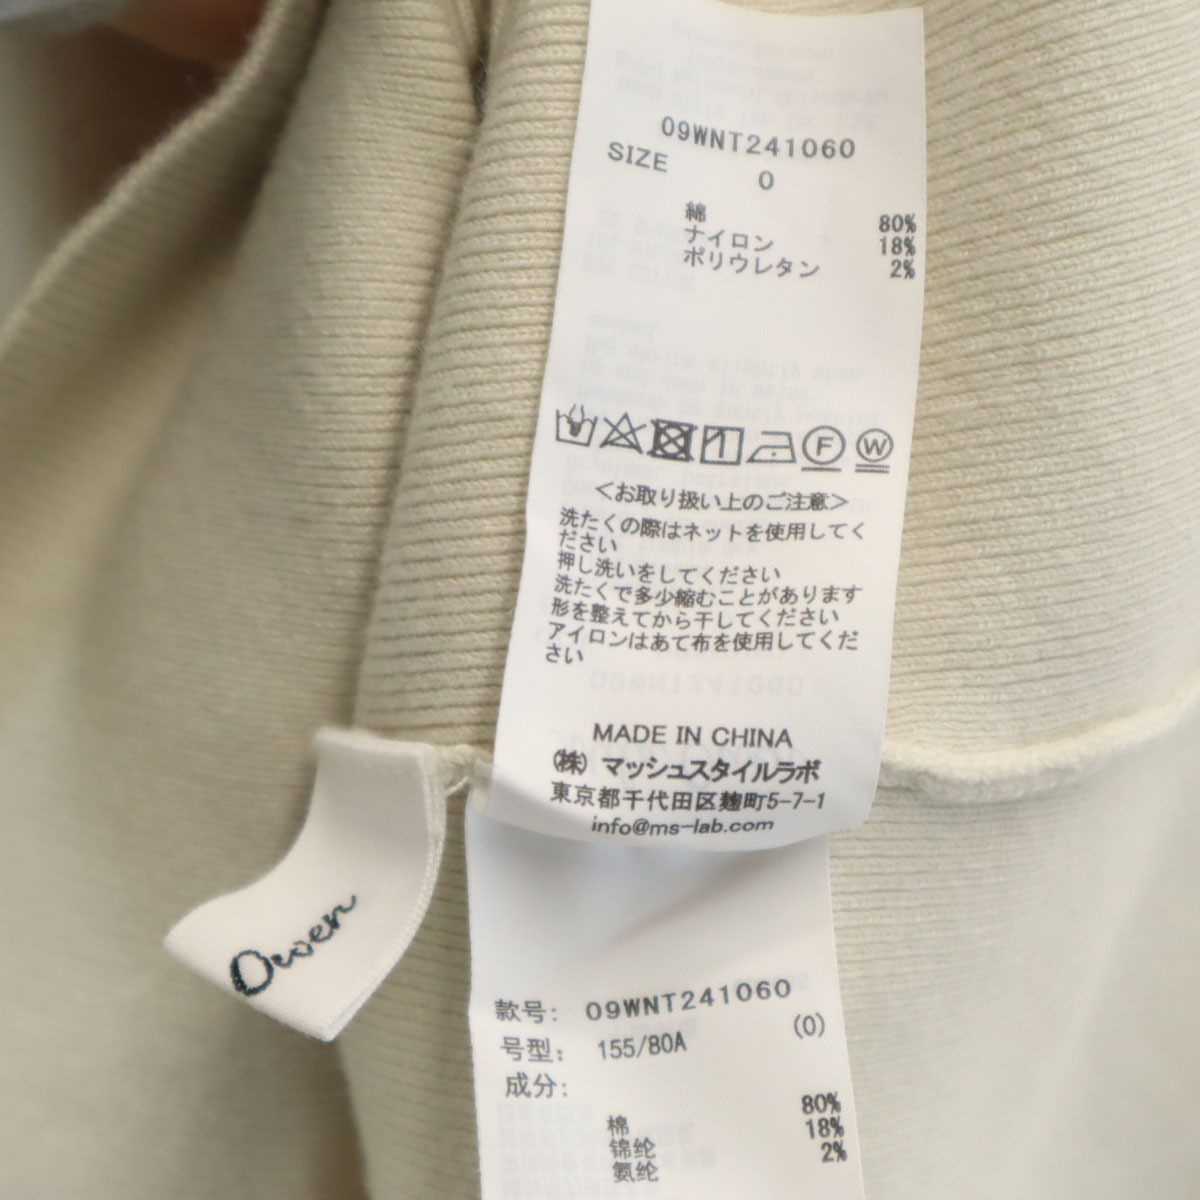 09WNT241060
SIZE 0
綿 80%
ナイロン 18%
ポリウレタン 2%
F W
＜お取り扱い上のご注意＞
洗たくの際はネットを使用してく
ださい
押し洗いをしてください
洗たくで多少縮むことがあります
形を整えてから干してください
アイロンはあて布を使用してくだ
さい
MADE IN CHINA
(株) マッシュスタイルラボ
東京都千代田区麹町5-7-1
info@ms-lab.com
Owen
款号: 09WNT241060
号型: 155/80A (0)
成分:
棉 80%
锦纶 18%
氨纶 2%